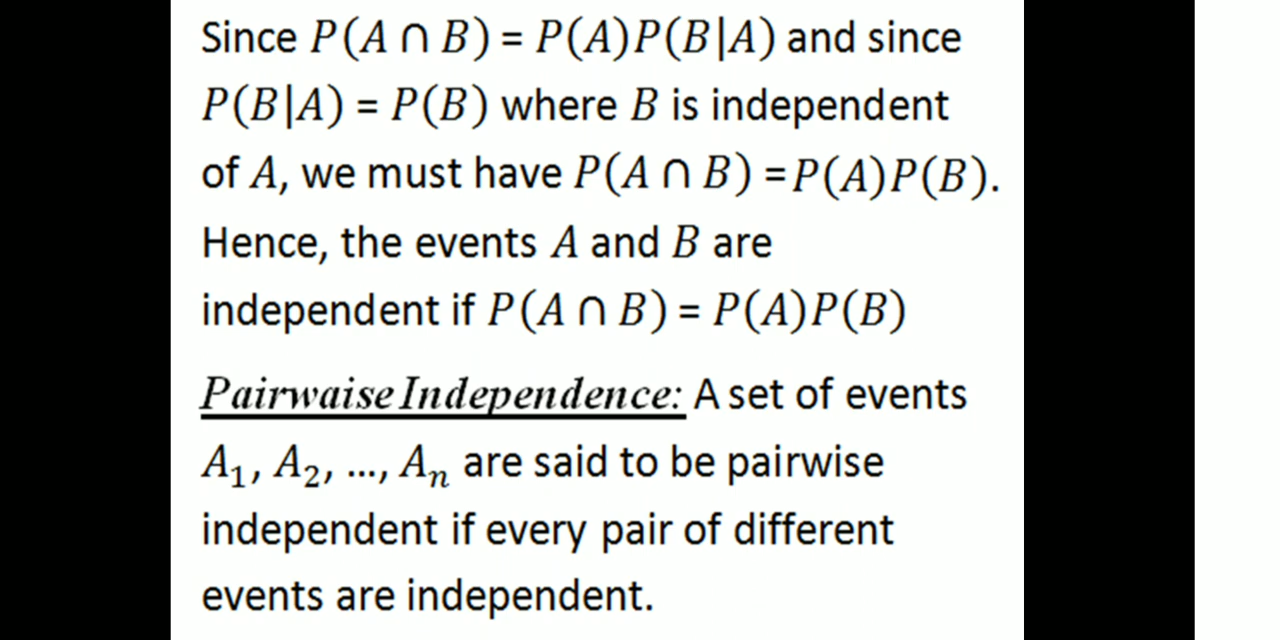 Since P(A ∩ B) = P(A)P(B|A) and since
P(B|A) = P(B) where B is independent
of A, we must have P(A ∩ B) =P(A)P(B).
Hence, the events A and B are
independent if P(A ∩ B) = P(A)P(B)
Pairwaise Independence: A set of events
A₁, A₂, ..., Aₙ are said to be pairwise
independent if every pair of different
events are independent.